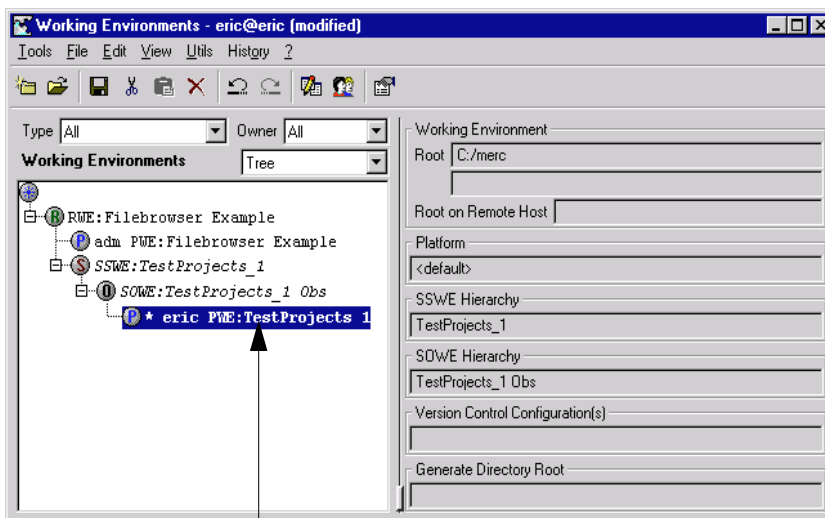 Working Environments - eric@eric (modified)
Tools File Edit View Utils History ?
Type All Owner All
Working Environments Tree
RWE:Filebrowser Example
adm PWE:Filebrowser Example
SSWE:TestProjects_1
SOWE:TestProjects_1 Obs
* eric PWE:TestProjects 1
Working Environment
Root C:/merc
Root on Remote Host
Platform
<default>
SSWE Hierarchy
TestProjects_1
SOWE Hierarchy
TestProjects_1 Obs
Version Control Configuration(s)
Generate Directory Root